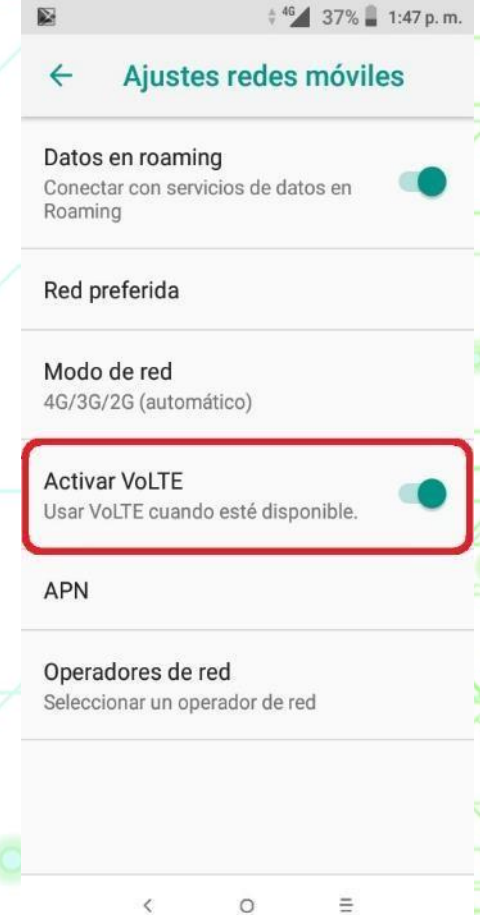 4G 37% 1:47 p. m.
Ajustes redes móviles
Datos en roaming
Conectar con servicios de datos en
Roaming
Red preferida
Modo de red
4G/3G/2G (automático)
Activar VoLTE
Usar VoLTE cuando esté disponible.
APN
Operadores de red
Seleccionar un operador de red